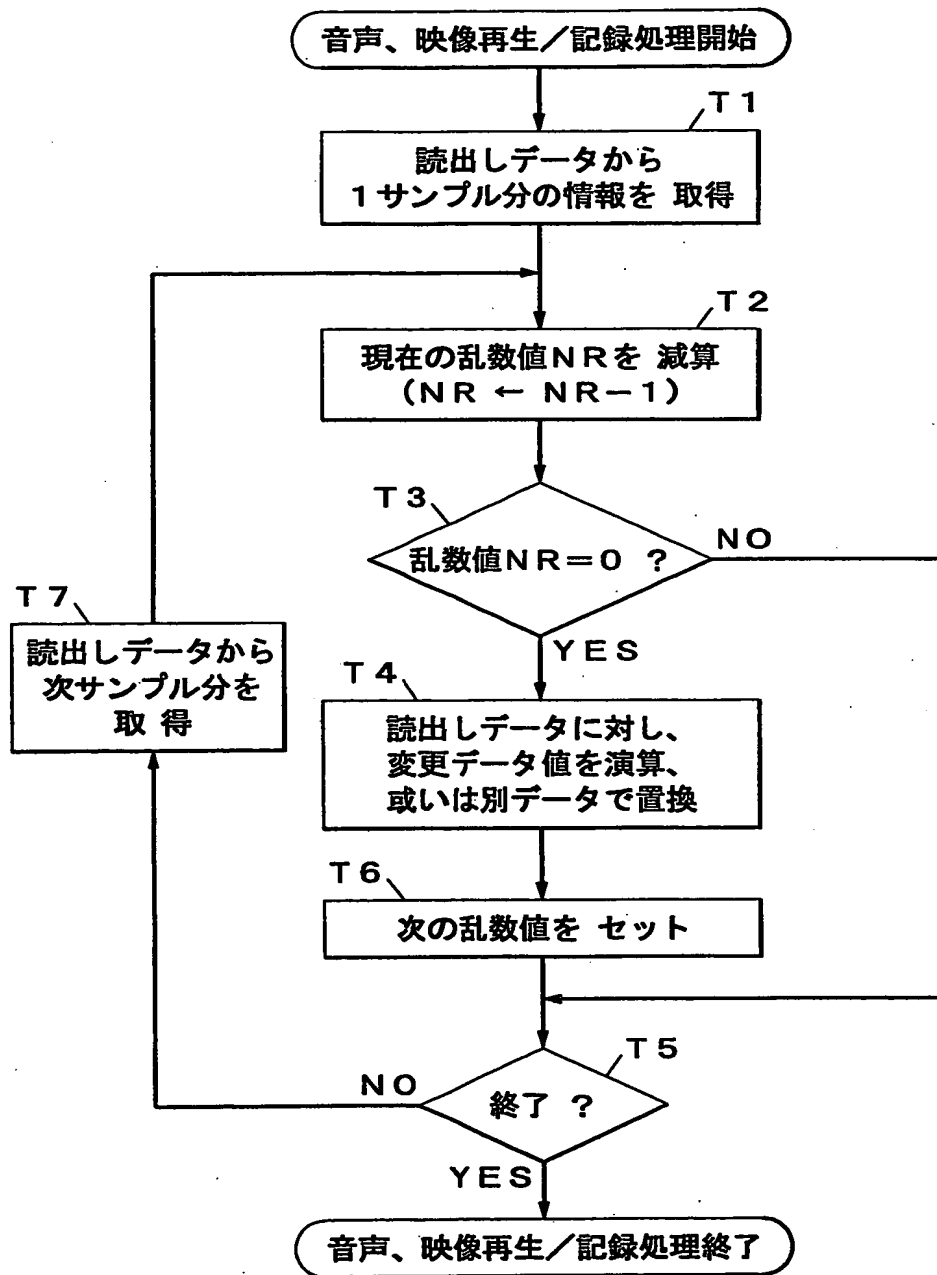 音声、映像再生／記録処理開始
T1
読出しデータから
1サンプル分の情報を 取得
T2
現在の乱数値NRを 減算
(NR ← NR－1)
T3
乱数値NR＝0 ？
NO
YES
T7
読出しデータから
次サンプル分を
取 得
T4
読出しデータに対し、
変更データ値を演算、
或いは別データで置換
T6
次の乱数値を セット
T5
終了 ？
NO
YES
音声、映像再生／記録処理終了